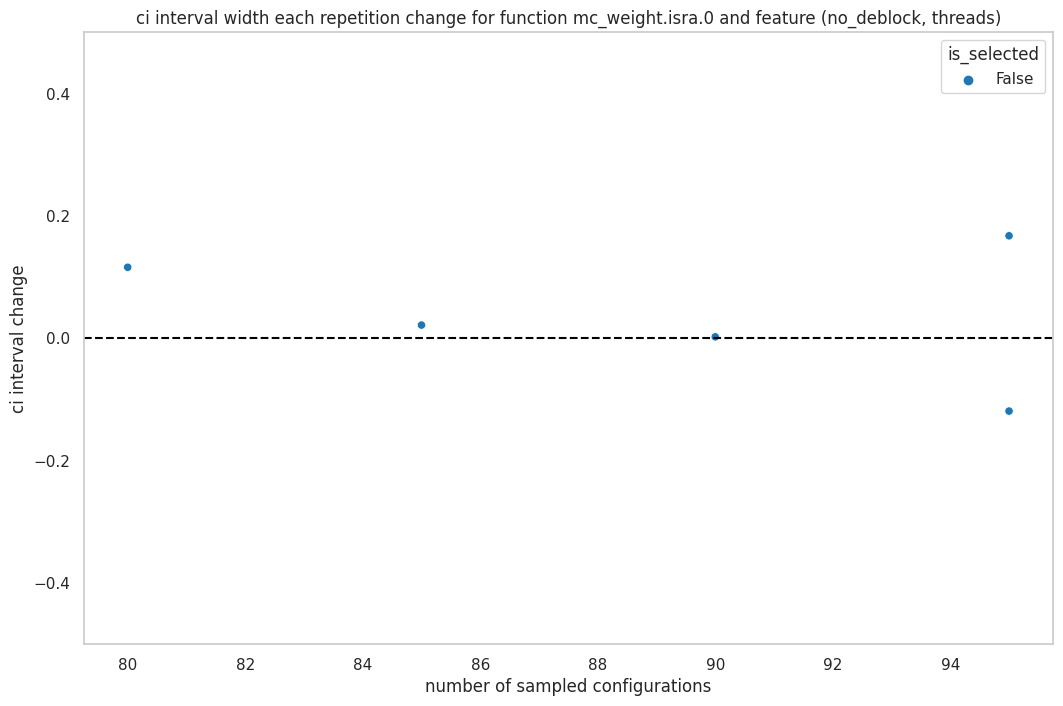 ci interval width each repetition change for function mc_weight.isra.0 and feature (no_deblock, threads)
is_selected
False
0.4
0.2
0.0
−0.2
−0.4
ci interval change
80 82 84 86 88 90 92 94
number of sampled configurations